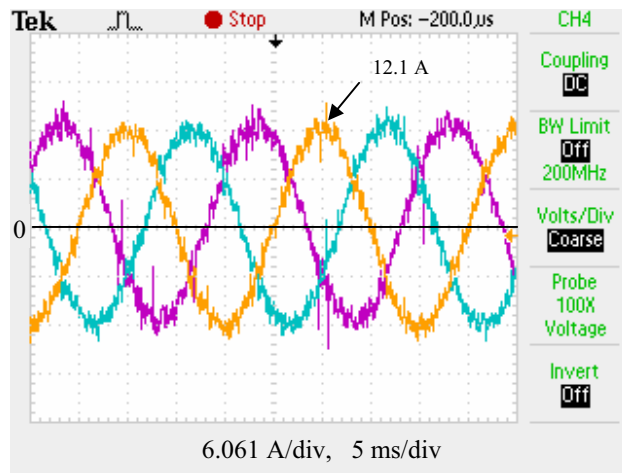 Tek Stop M Pos: -200.0µs CH4
12.1 A
Coupling
DC
BW Limit
Off
200MHz
Volts/Div
Coarse
0
Probe
100X
Voltage
Invert
Off
6.061 A/div, 5 ms/div